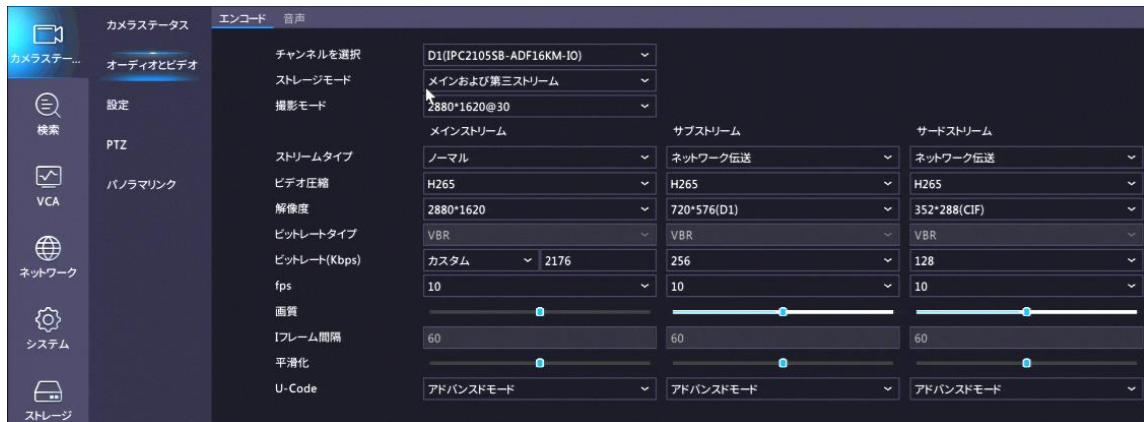 エンコード 音声
カメラステー...
検索
VCA
ネットワーク
システム
ストレージ
カメラステータス
オーディオとビデオ
設定
PTZ
パノラマリンク
チャンネルを選択 D1(IPC2105SB-ADF16KM-IO)
ストレージモード メインおよび第三ストリーム
撮影モード 2880*1620@30
メインストリーム サブストリーム サードストリーム
ストリームタイプ ノーマル ネットワーク伝送 ネットワーク伝送
ビデオ圧縮 H265 H265 H265
解像度 2880*1620 720*576(D1) 352*288(CIF)
ビットレートタイプ VBR VBR VBR
ビットレート(Kbps) カスタム 2176 256 128
fps 10 10 10
画質
Iフレーム間隔 60 60 60
平滑化
U-Code アドバンスドモード アドバンスドモード アドバンスドモード